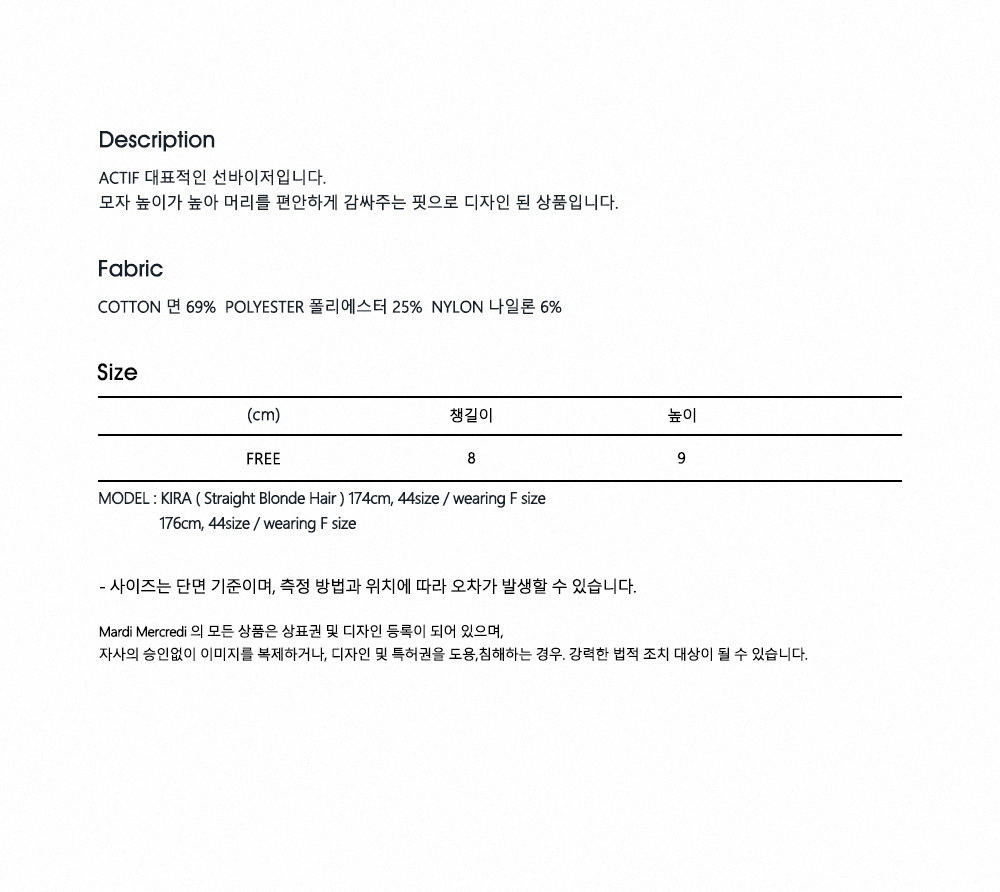 Description
ACTIF 대표적인 선바이저입니다.
모자 높이가 높아 머리를 편안하게 감싸주는 핏으로 디자인 된 상품입니다.
Fabric
COTTON 면 69% POLYESTER 폴리에스터 25% NYLON 나일론 6%
Size
(cm) 챙길이 높이
FREE 8 9
MODEL : KIRA ( Straight Blonde Hair ) 174cm, 44size / wearing F size
176cm, 44size / wearing F size
- 사이즈는 단면 기준이며, 측정 방법과 위치에 따라 오차가 발생할 수 있습니다.
Mardi Mercredi 의 모든 상품은 상표권 및 디자인 등록이 되어 있으며,
자사의 승인없이 이미지를 복제하거나, 디자인 및 특허권을 도용,침해하는 경우. 강력한 법적 조치 대상이 될 수 있습니다.